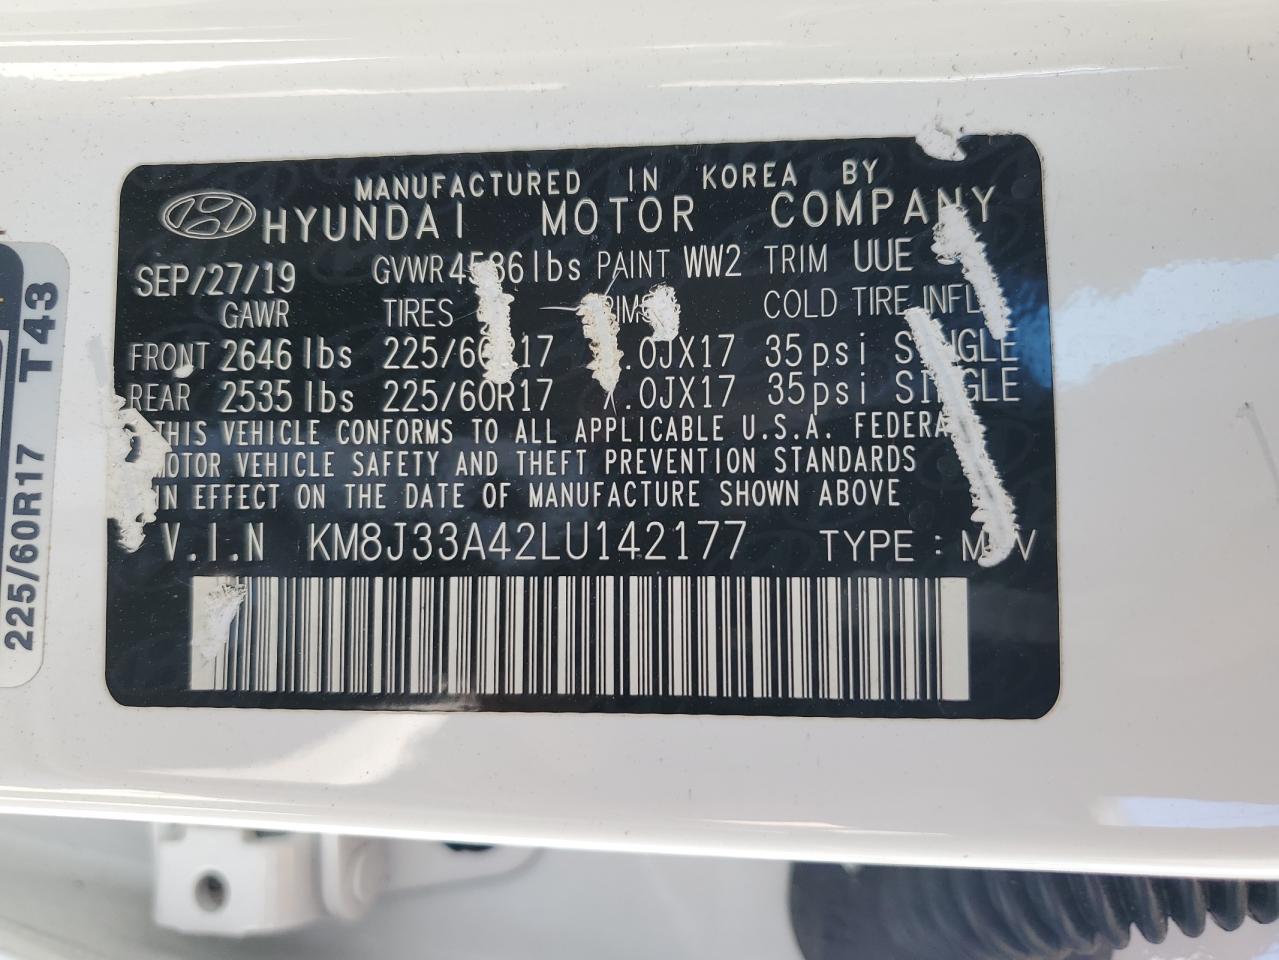 MANUFACTURED IN KOREA BY
HYUNDAI MOTOR COMPANY
SEP/27/19 GVWR 4586lbs PAINT WW2 TRIM UUE
GAWR TIRES RIMS COLD TIRE INFL
FRONT 2646 lbs 225/60R17 .0JX17 35psi SINGLE
REAR 2535 lbs 225/60R17 7.0JX17 35psi SINGLE
THIS VEHICLE CONFORMS TO ALL APPLICABLE U.S.A. FEDERAL
MOTOR VEHICLE SAFETY AND THEFT PREVENTION STANDARDS
IN EFFECT ON THE DATE OF MANUFACTURE SHOWN ABOVE
V.I.N KM8J33A42LU142177 TYPE : MPV
225/60R17 T43